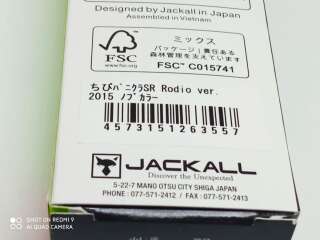 Designed by Jackall in Japan
Assembled in Vietnam
FSC
www.fsc.org
ミックス
パッケージ | 責任ある
森林管理を支えています
FSC™ C015741
ちびパニクラSR Rodio ver.
2015 ノブカラー
4573151263557
JACKALL
Discover the Unexpected
5-22-7 MANO OTSU CITY SHIGA JAPAN
PHONE : 077-571-2412 / FAX : 077-571-2413
SHOT ON REDMI 9
AI QUAD CAMERA